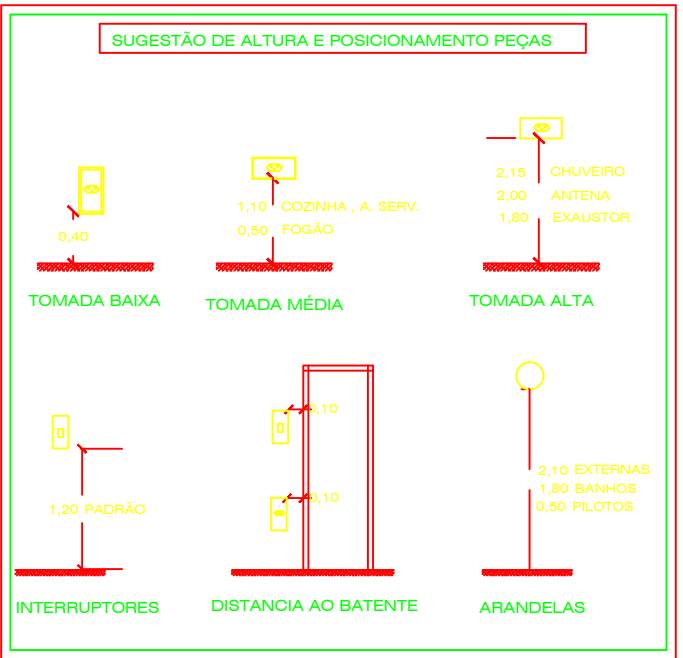 SUGESTÃO DE ALTURA E POSICIONAMENTO PEÇAS
0,40
TOMADA BAIXA
1,10 COZINHA , A. SERV.
0,50 FOGÃO
TOMADA MÉDIA
2,15 CHUVEIRO
2,00 ANTENA
1,80 EXAUSTOR
TOMADA ALTA
1,20 PADRÃO
INTERRUPTORES
0,10
0,10
DISTANCIA AO BATENTE
2,10 EXTERNAS
1,80 BANHOS
0,50 PILOTOS
ARANDELAS